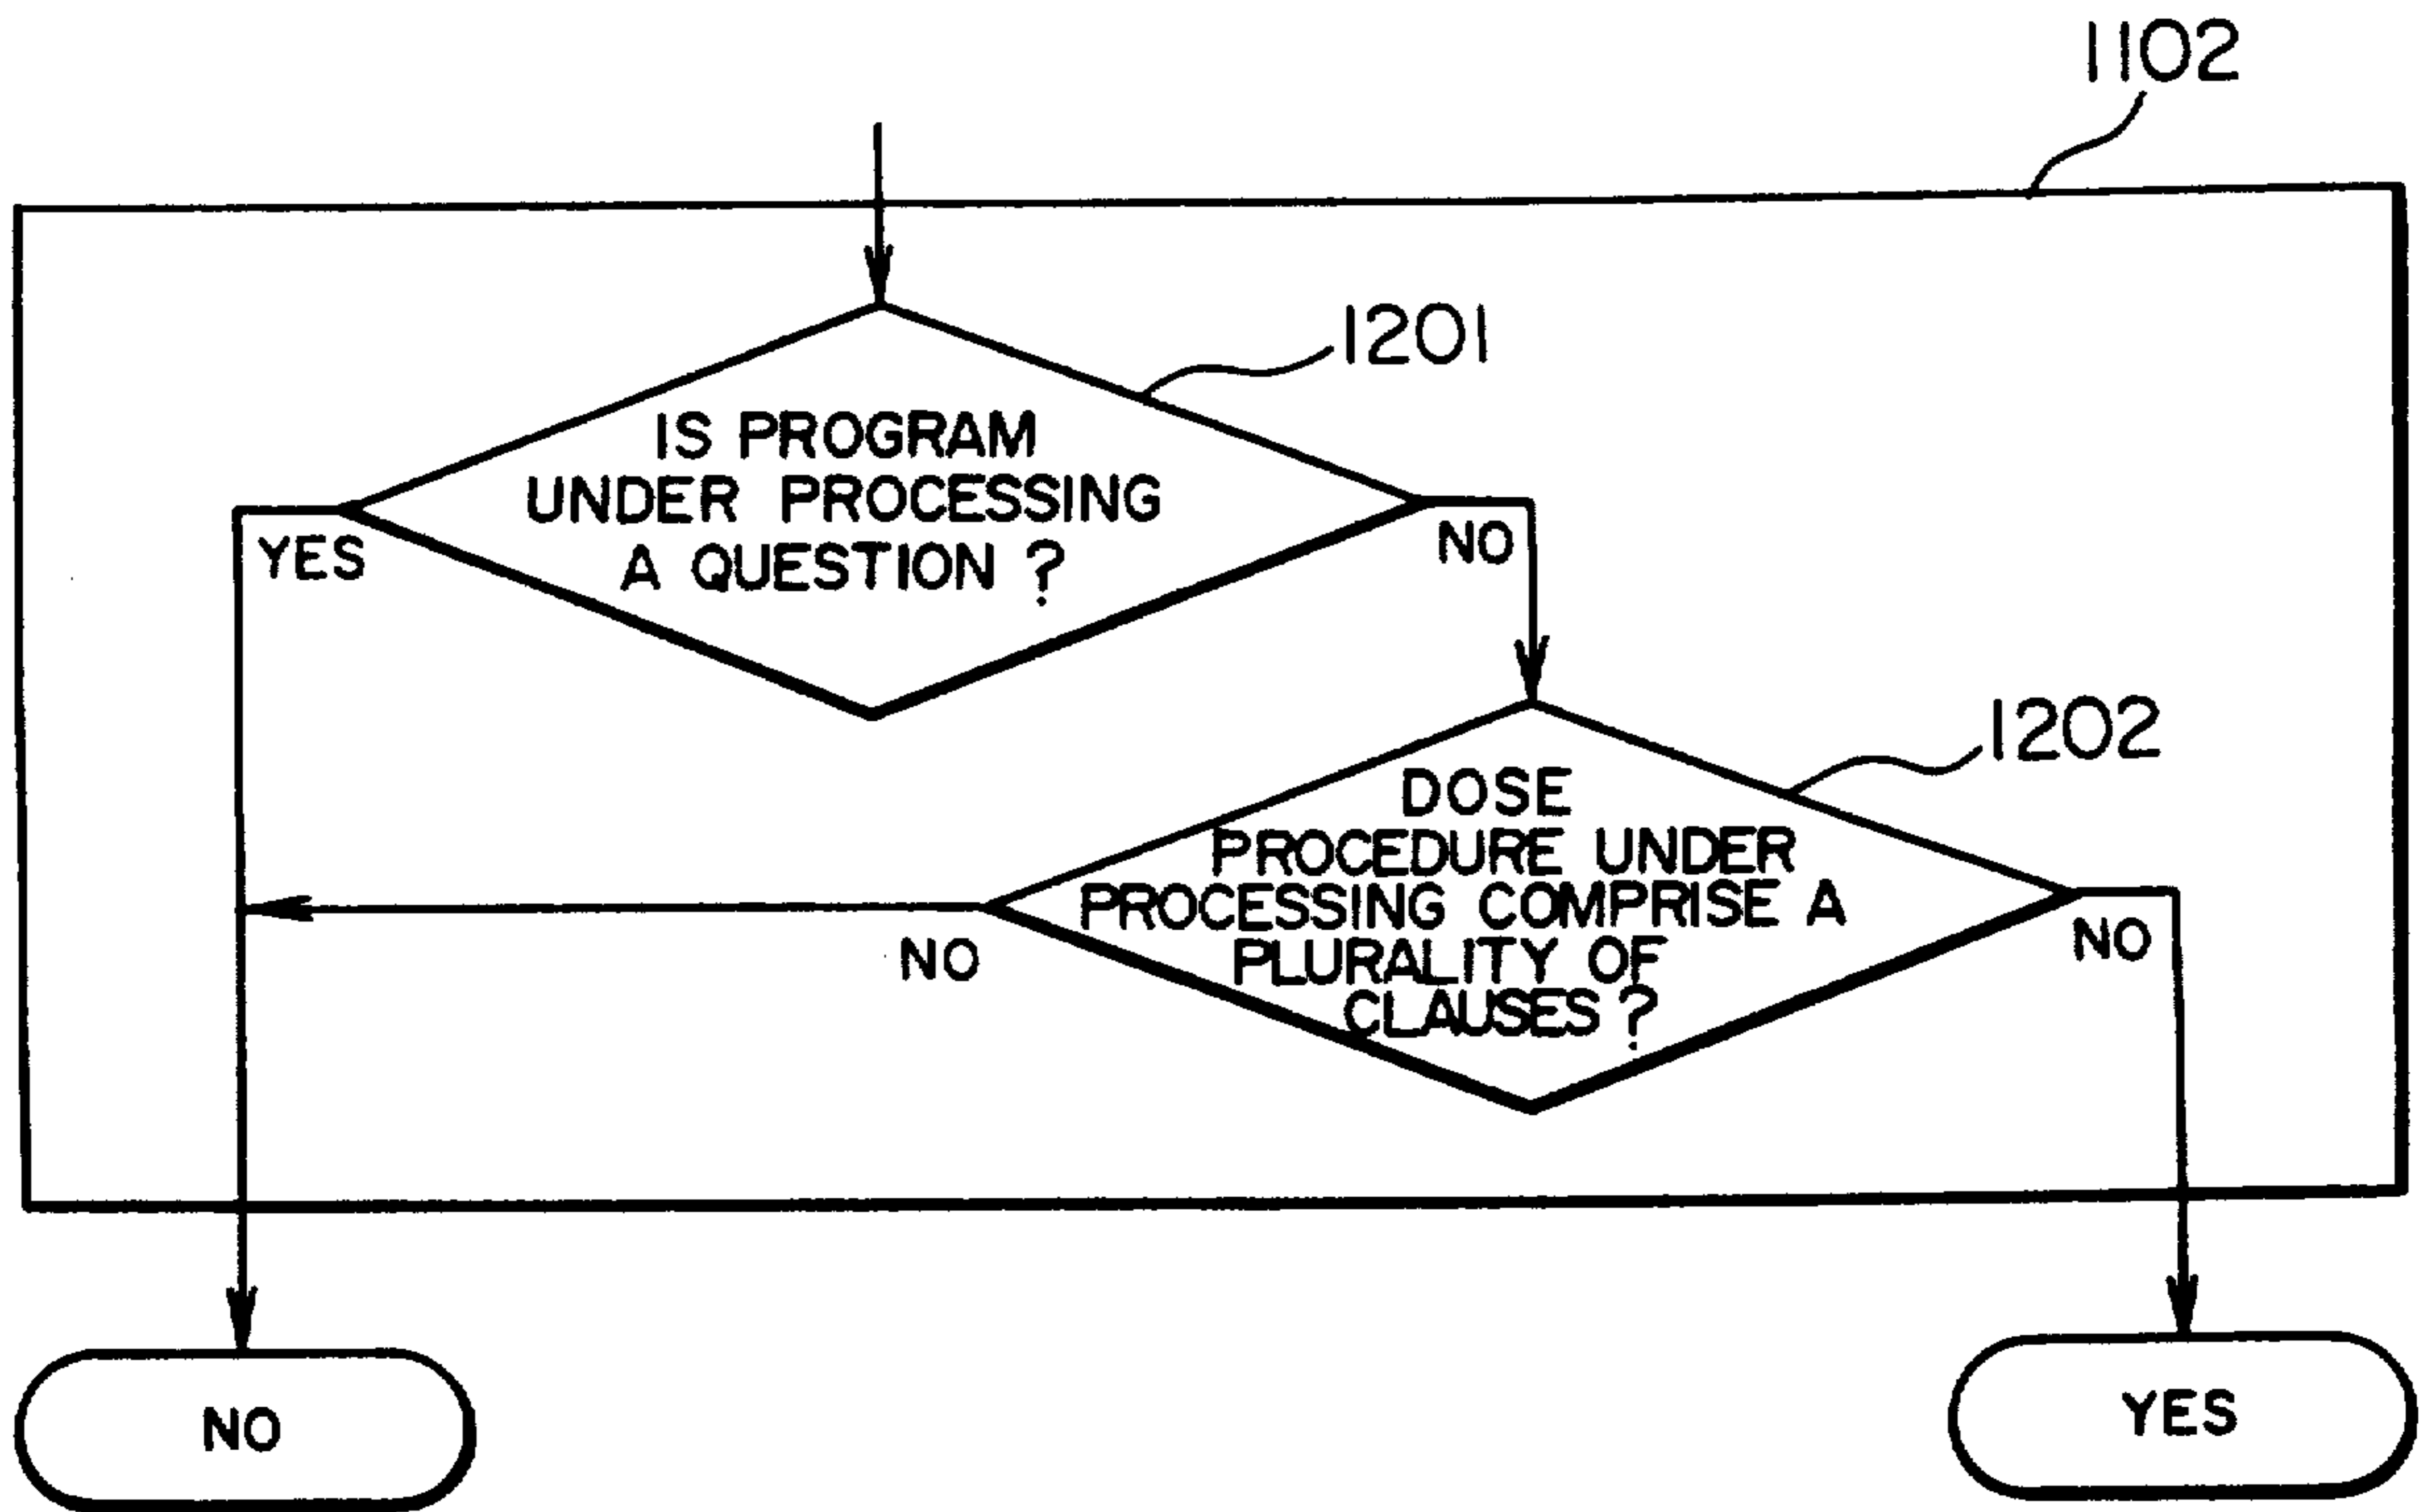 1102
1201
IS PROGRAM
UNDER PROCESSING
A QUESTION ?
YES
NO
1202
DOSE
PROCEDURE UNDER
PROCESSING COMPRISE A
PLURALITY OF
CLAUSES ?
NO
NO
NO
YES